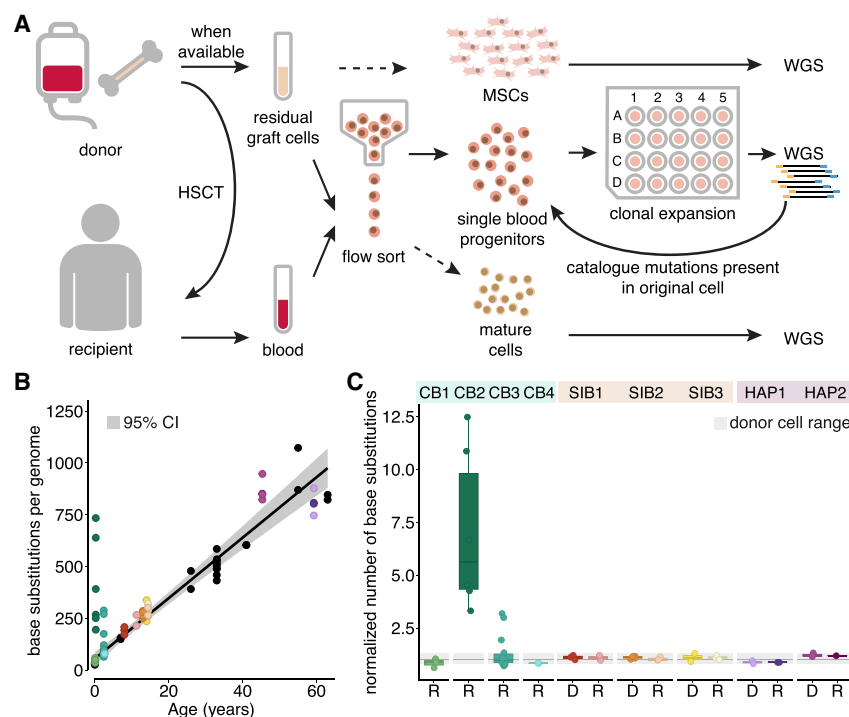 A
when
available
donor
residual
graft cells
MSCs
WGS
1 2 3 4 5
A
B
C
D
WGS
HSCT
single blood
progenitors
clonal expansion
flow sort
catalogue mutations present
in original cell
recipient
blood
mature
cells
WGS
B
base substitutions per genome
1250
1000
750
500
250
0
95% CI
0 20 40 60
Age (years)
C
normalized number of base substitutions
CB1 CB2 CB3 CB4 SIB1 SIB2 SIB3 HAP1 HAP2
donor cell range
12.5
10.0
7.5
5.0
2.5
R R R R D R D R D R D R D R